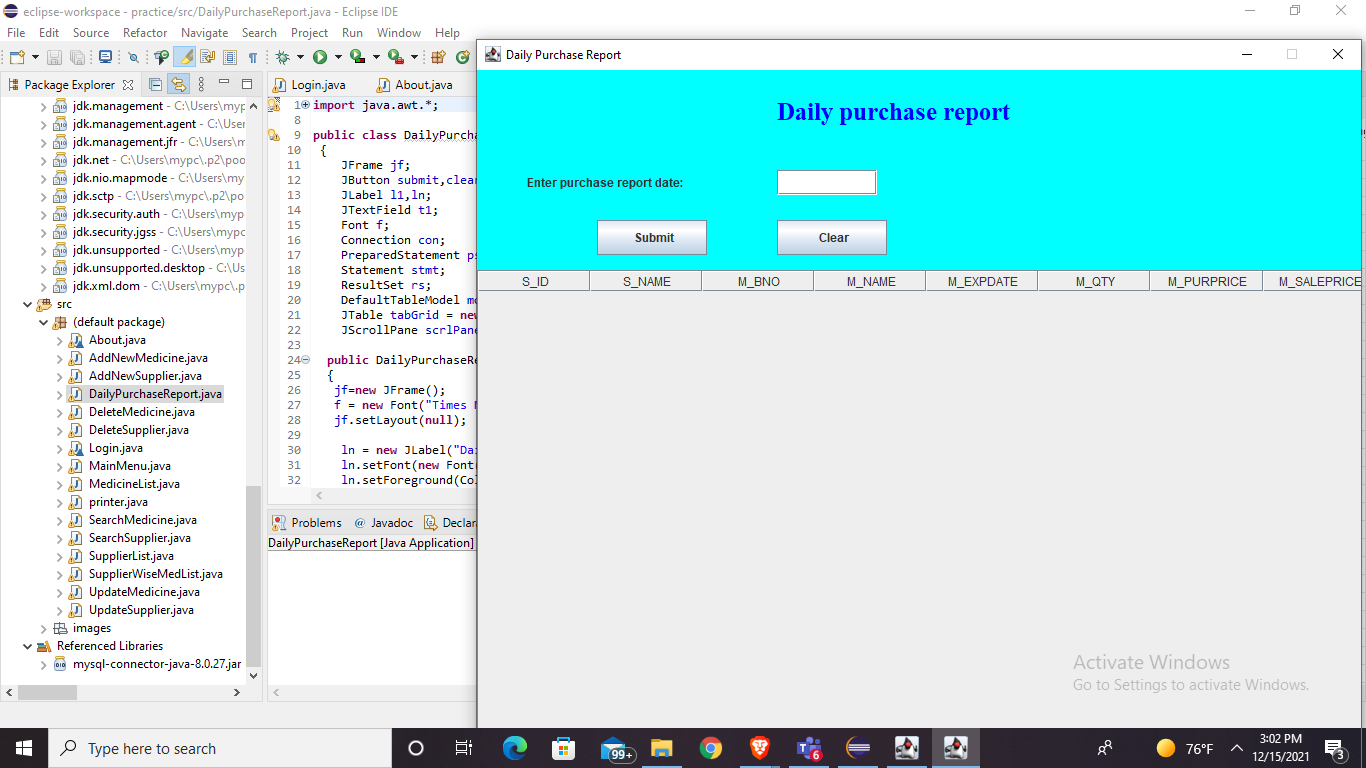 eclipse-workspace - practice/src/DailyPurchaseReport.java - Eclipse IDE
File Edit Source Refactor Navigate Search Project Run Window Help
Package Explorer
jdk.management - C:\Users\myp
jdk.management.agent - C:\User
jdk.management.jfr - C:\Users\m
jdk.net - C:\Users\mypc\.p2\poo
jdk.nio.mapmode - C:\Users\myp
jdk.sctp - C:\Users\mypc\.p2\po
jdk.security.auth - C:\Users\myp
jdk.security.jgss - C:\Users\mypc
jdk.unsupported - C:\Users\mypc
jdk.unsupported.desktop - C:\Us
jdk.xml.dom - C:\Users\mypc\.p
src
(default package)
About.java
AddNewMedicine.java
AddNewSupplier.java
DailyPurchaseReport.java
DeleteMedicine.java
DeleteSupplier.java
Login.java
MainMenu.java
MedicineList.java
printer.java
SearchMedicine.java
SearchSupplier.java
SupplierList.java
SupplierWiseMedList.java
UpdateMedicine.java
UpdateSupplier.java
images
Referenced Libraries
mysql-connector-java-8.0.27.jar
Login.java About.java
1 import java.awt.*;
8
9 public class DailyPurcha
10 {
11 JFrame jf;
12 JButton submit,clear
13 JLabel l1,ln;
14 JTextField t1;
15 Font f;
16 Connection con;
17 PreparedStatement ps
18 Statement stmt;
19 ResultSet rs;
20 DefaultTableModel mo
21 JTable tabGrid = new
22 JScrollPane scrlPane
23
24 public DailyPurchaseRe
25 {
26 jf=new JFrame();
27 f = new Font("Times N
28 jf.setLayout(null);
29
30 ln = new JLabel("Dai
31 ln.setFont(new Font(
32 ln.setForeground(Col
Problems Javadoc Declar
DailyPurchaseReport [Java Application]
Daily Purchase Report
Daily purchase report
Enter purchase report date:
Submit Clear
S_ID S_NAME M_BNO M_NAME M_EXPDATE M_QTY M_PURPRICE M_SALEPRICE
Activate Windows
Go to Settings to activate Windows.
Type here to search
99+
6
76°F
3:02 PM
12/15/2021
3